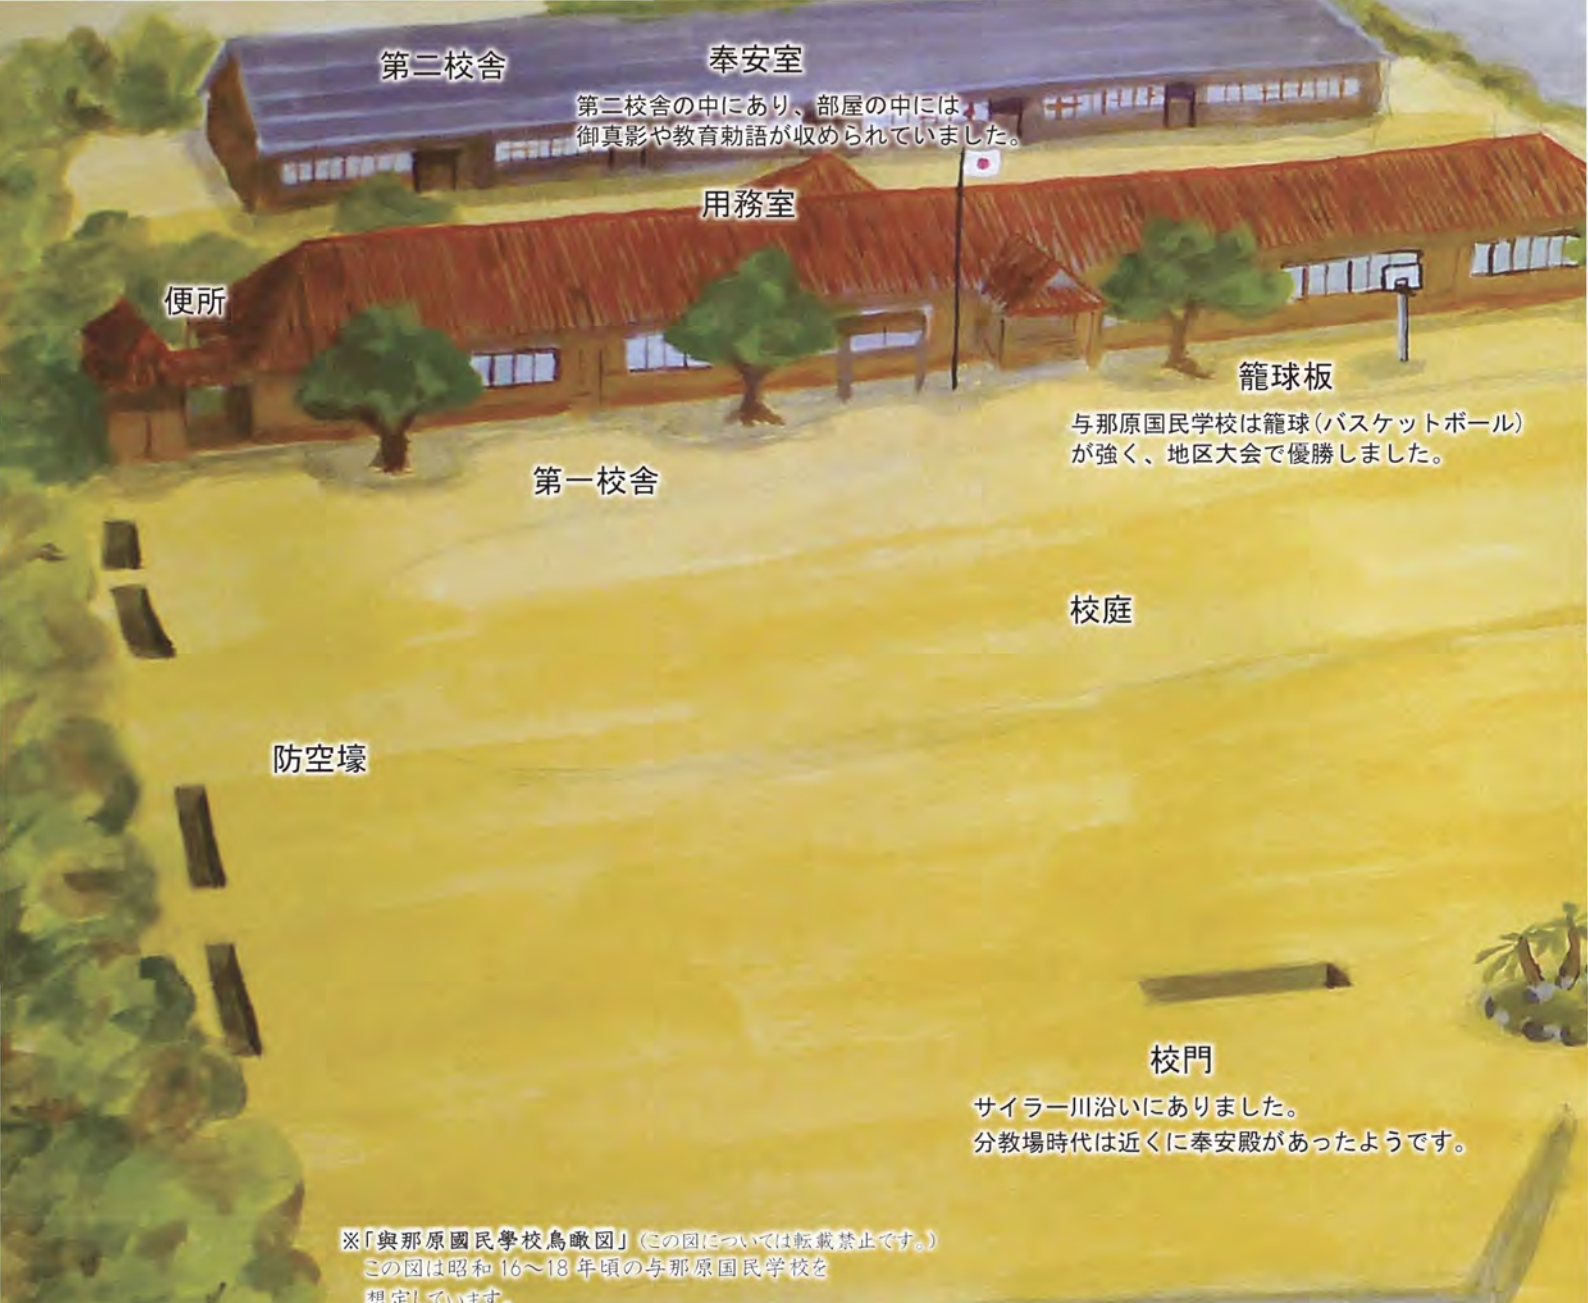 第二校舎
奉安室
第二校舎の中にあり、部屋の中には
御真影や教育勅語が収められていました。
用務室
便所
籠球板
与那原国民学校は籠球(バスケットボール)
が強く、地区大会で優勝しました。
第一校舎
校庭
防空壕
校門
サイラー川沿いにありました。
分教場時代は近くに奉安殿があったようです。
※「與那原國民學校鳥瞰図」(この図については転載禁止です。)
この図は昭和16～18年頃の与那原国民学校を
想定しています。